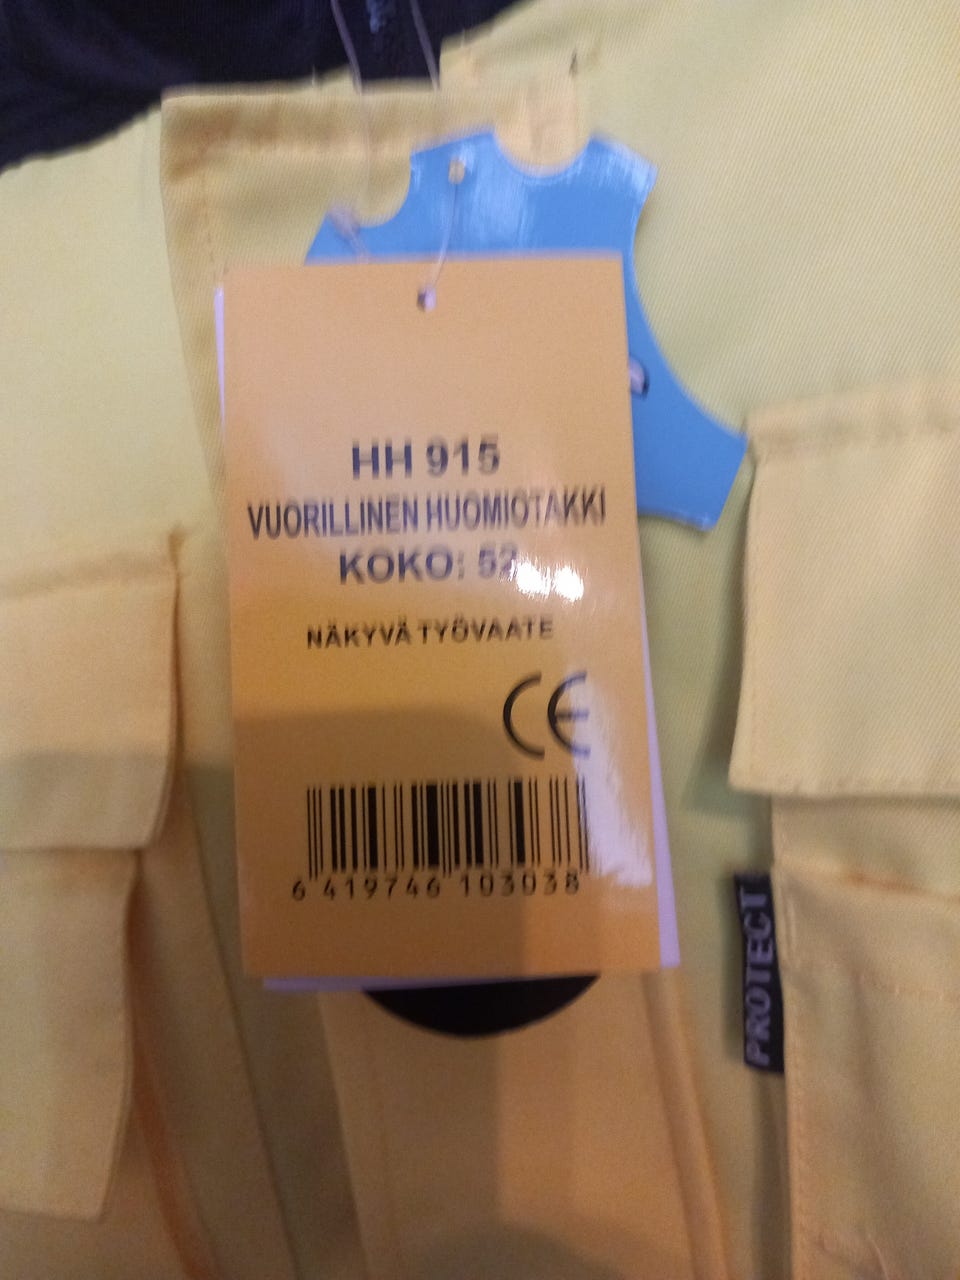 HH 915
VUORILLINEN HUOMIOTAKKI
KOKO: 52
NÄKYVÄ TYÖVAATE
CE
6 419746 103038
PROTECT